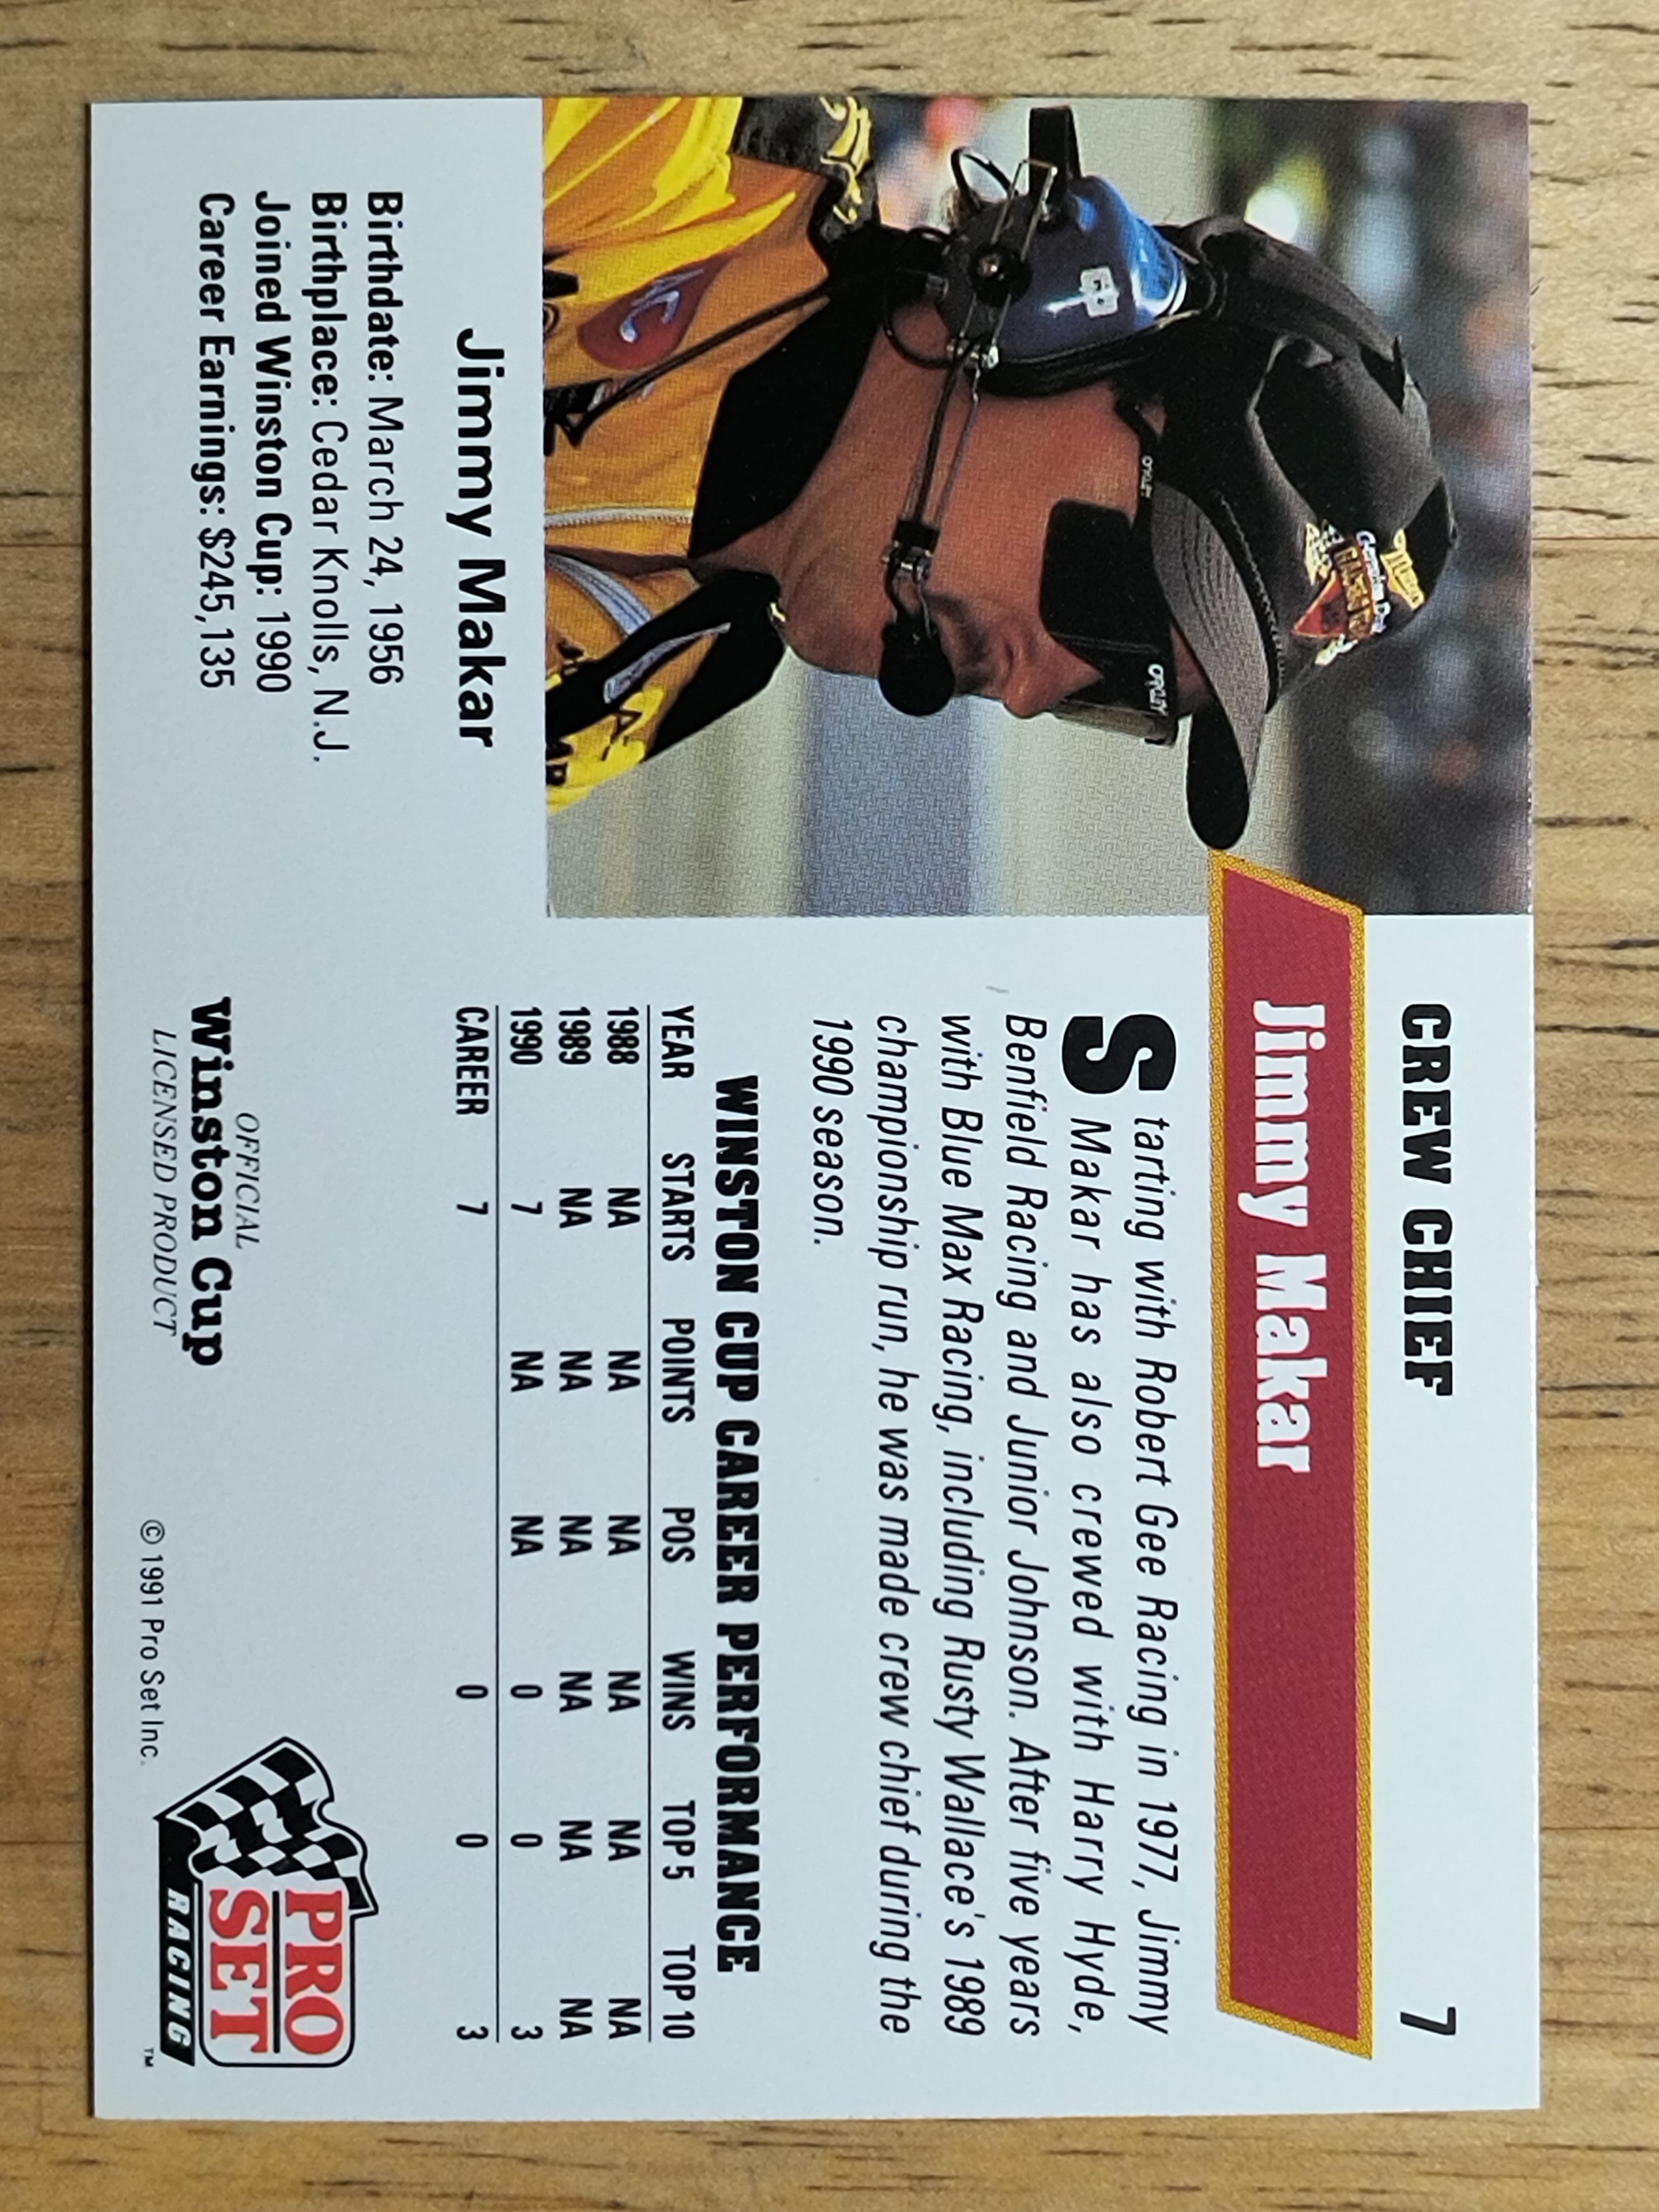 CREW CHIEF 7
Jimmy Makar
Starting with Robert Gee Racing in 1977, Jimmy
Makar has also crewed with Harry Hyde,
Benfield Racing and Junior Johnson. After five years
with Blue Max Racing, including Rusty Wallace's 1989
championship run, he was made crew chief during the
1990 season.
WINSTON CUP CAREER PERFORMANCE
YEAR STARTS POINTS POS WINS TOP 5 TOP 10
1988 NA NA NA NA NA NA
1989 NA NA NA NA NA NA
1990 7 NA NA 0 0 3
CAREER 7 0 0 3
OAKLEY
OAKLEY
Miller
Genuine Draft
Jimmy Makar
Birthdate: March 24, 1956
Birthplace: Cedar Knolls, N.J.
Joined Winston Cup: 1990
Career Earnings: $245,135
OFFICIAL
Winston Cup
LICENSED PRODUCT
© 1991 Pro Set Inc.
PRO
SET
RACING
TM